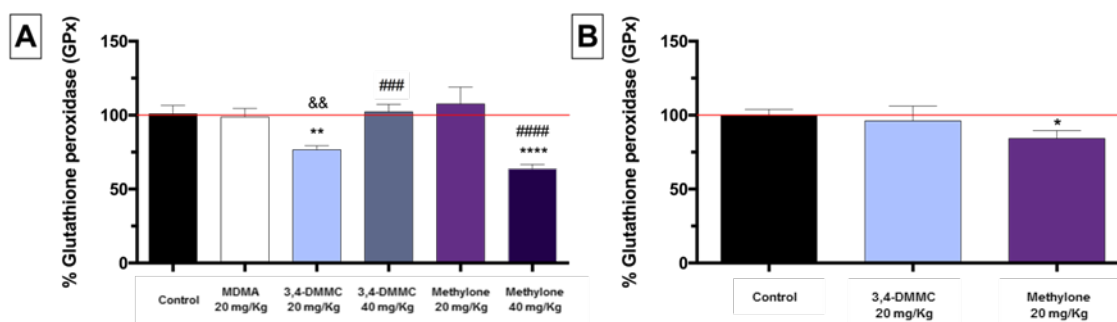 A
% Glutathione peroxidase (GPx)
150
100
50
0
&&
**
###
####
****
Control
MDMA
20 mg/Kg
3,4-DMMC
20 mg/Kg
3,4-DMMC
40 mg/Kg
Methylone
20 mg/Kg
Methylone
40 mg/Kg
B
% Glutathione peroxidase (GPx)
150
100
50
0
*
Control
3,4-DMMC
20 mg/Kg
Methylone
20 mg/Kg